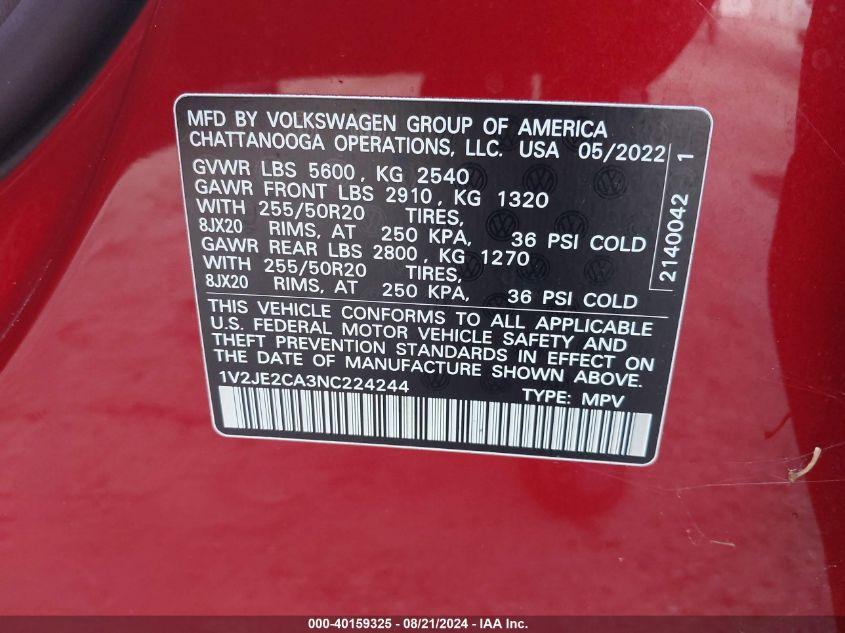 MFD BY VOLKSWAGEN GROUP OF AMERICA
CHATTANOOGA OPERATIONS, LLC. USA 05/2022
GVWR LBS 5600, KG 2540
GAWR FRONT LBS 2910, KG 1320
WITH 255/50R20 TIRES,
8JX20 RIMS, AT 250 KPA, 36 PSI COLD
GAWR REAR LBS 2800, KG 1270
WITH 255/50R20 TIRES,
8JX20 RIMS, AT 250 KPA, 36 PSI COLD
THIS VEHICLE CONFORMS TO ALL APPLICABLE
U.S. FEDERAL MOTOR VEHICLE SAFETY AND
THEFT PREVENTION STANDARDS IN EFFECT ON
THE DATE OF MANUFACTURE SHOWN ABOVE.
1V2JE2CA3NC224244 TYPE: MPV
2140042 1
000-40159325 - 08/21/2024 - IAA Inc.